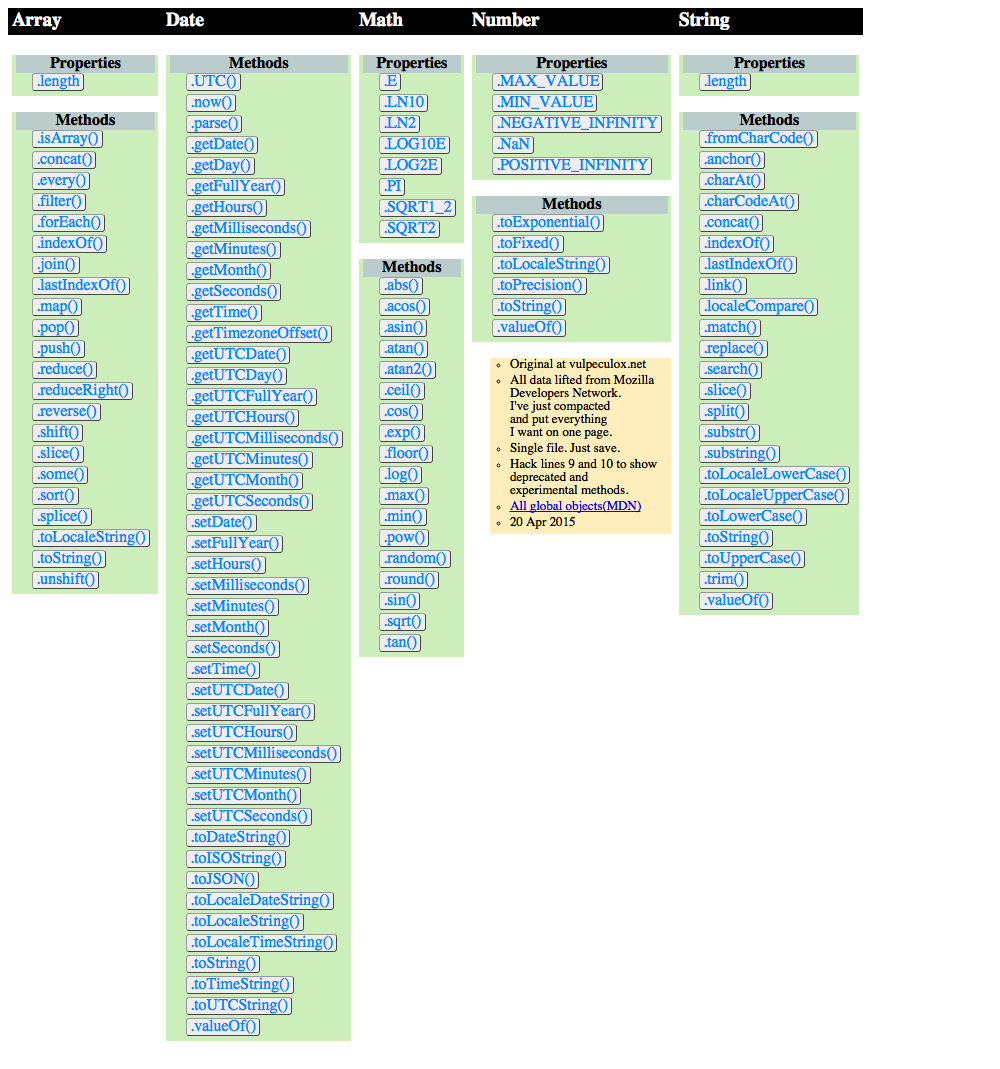 Array
Date
Math
Number
String
Properties
.length
Methods
.isArray()
.concat()
.every()
.filter()
.forEach()
.indexOf()
.join()
.lastIndexOf()
.map()
.pop()
.push()
.reduce()
.reduceRight()
.reverse()
.shift()
.slice()
.some()
.sort()
.splice()
.toLocaleString()
.toString()
.unshift()
Methods
.UTC()
.now()
.parse()
.getDate()
.getDay()
.getFullYear()
.getHours()
.getMilliseconds()
.getMinutes()
.getMonth()
.getSeconds()
.getTime()
.getTimezoneOffset()
.getUTCDate()
.getUTCDay()
.getUTCFullYear()
.getUTCHours()
.getUTCMilliseconds()
.getUTCMinutes()
.getUTCMonth()
.getUTCSeconds()
.setDate()
.setFullYear()
.setHours()
.setMilliseconds()
.setMinutes()
.setMonth()
.setSeconds()
.setTime()
.setUTCDate()
.setUTCFullYear()
.setUTCHours()
.setUTCMilliseconds()
.setUTCMinutes()
.setUTCMonth()
.setUTCSeconds()
.toDateString()
.toISOString()
.toJSON()
.toLocaleDateString()
.toLocaleString()
.toLocaleTimeString()
.toString()
.toTimeString()
.toUTCString()
.valueOf()
Properties
.E
.LN10
.LN2
.LOG10E
.LOG2E
.PI
.SQRT1_2
.SQRT2
Methods
.abs()
.acos()
.asin()
.atan()
.atan2()
.ceil()
.cos()
.exp()
.floor()
.log()
.max()
.min()
.pow()
.random()
.round()
.sin()
.sqrt()
.tan()
Properties
.MAX_VALUE
.MIN_VALUE
.NEGATIVE_INFINITY
.NaN
.POSITIVE_INFINITY
Methods
.toExponential()
.toFixed()
.toLocaleString()
.toPrecision()
.toString()
.valueOf()
Original at vulpeculox.net
All data lifted from Mozilla
Developers Network.
I've just compacted
and put everything
I want on one page.
Single file. Just save.
Hack lines 9 and 10 to show
deprecated and
experimental methods.
All global objects(MDN)
20 Apr 2015
Properties
.length
Methods
.fromCharCode()
.anchor()
.charAt()
.charCodeAt()
.concat()
.indexOf()
.lastIndexOf()
.link()
.localeCompare()
.match()
.replace()
.search()
.slice()
.split()
.substr()
.substring()
.toLocaleLowerCase()
.toLocaleUpperCase()
.toLowerCase()
.toString()
.toUpperCase()
.trim()
.valueOf()